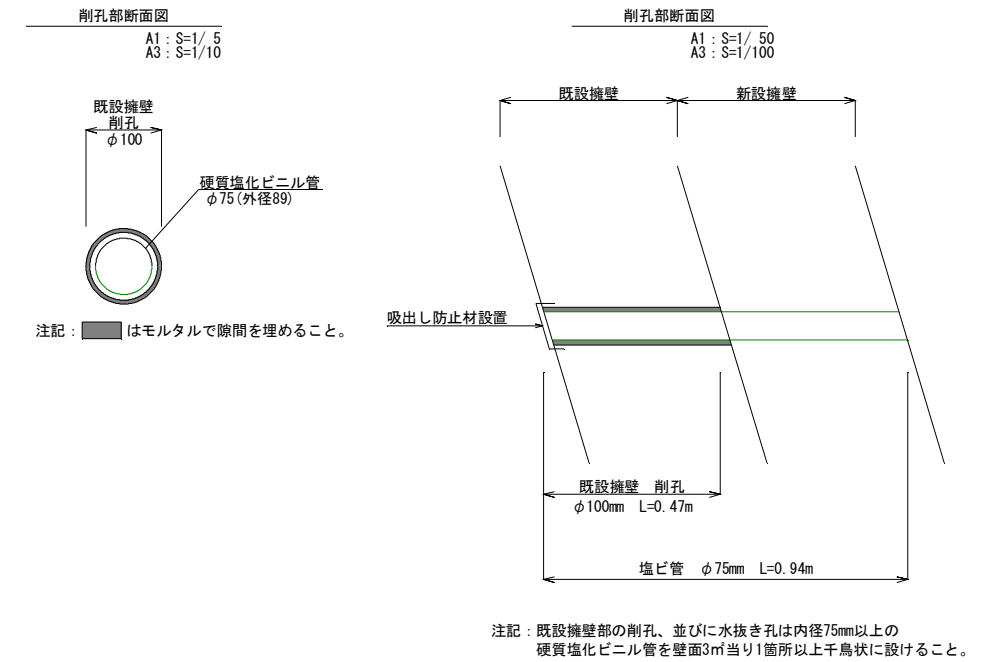 削孔部断面図
A1：S=1/ 5
A3：S=1/10
既設擁壁
削孔
φ100
硬質塩化ビニル管
φ75(外径89)
注記：　　はモルタルで隙間を埋めること。
削孔部断面図
A1：S=1/ 50
A3：S=1/100
既設擁壁
新設擁壁
吸出し防止材設置
既設擁壁　削孔
φ100mm　L=0.47m
塩ビ管　φ75mm　L=0.94m
注記：既設擁壁部の削孔、並びに水抜き孔は内径75mm以上の
硬質塩化ビニル管を壁面3㎡当り1箇所以上千鳥状に設けること。